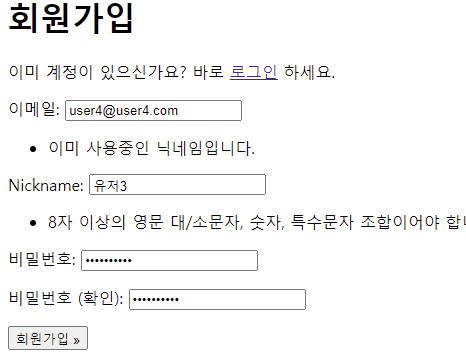 회원가입
이미 계정이 있으신가요? 바로 로그인 하세요.
이메일: user4@user4.com
• 이미 사용중인 닉네임입니다.
Nickname: 유저3
• 8자 이상의 영문 대/소문자, 숫자, 특수문자 조합이어야 합
비밀번호: ••••••••••
비밀번호 (확인): ••••••••••
회원가입 »